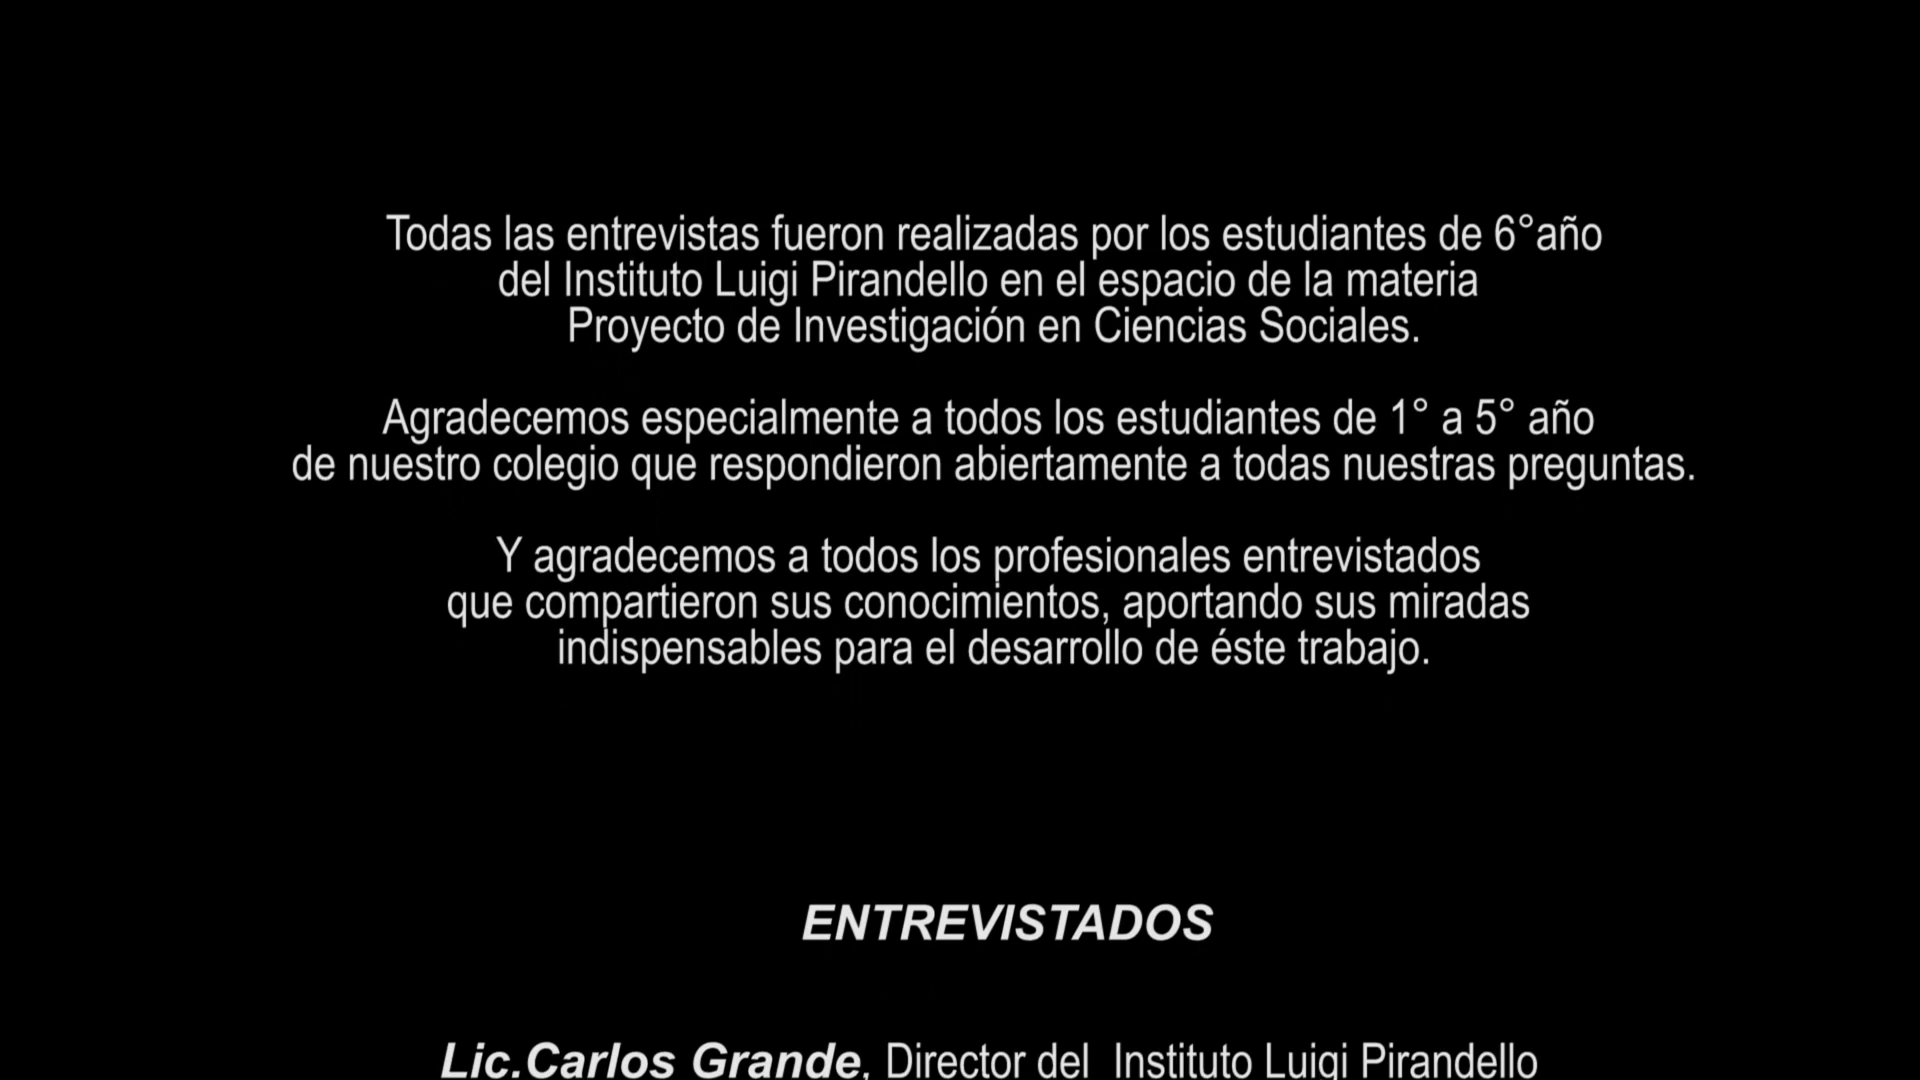 Todas las entrevistas fueron realizadas por los estudiantes de 6°año
del Instituto Luigi Pirandello en el espacio de la materia
Proyecto de Investigación en Ciencias Sociales.
Agradecemos especialmente a todos los estudiantes de 1° a 5° año
de nuestro colegio que respondieron abiertamente a todas nuestras preguntas.
Y agradecemos a todos los profesionales entrevistados
que compartieron sus conocimientos, aportando sus miradas
indispensables para el desarrollo de éste trabajo.
ENTREVISTADOS
Lic.Carlos Grande, Director del  Instituto Luigi Pirandello